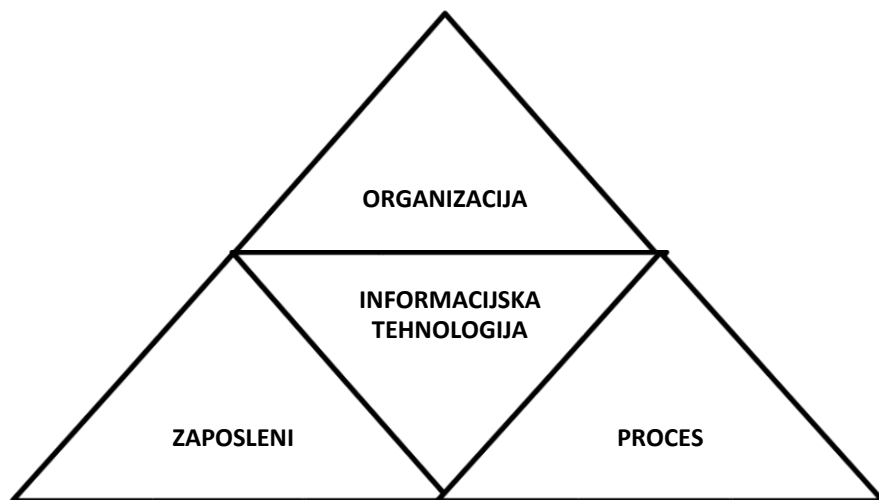 ORGANIZACIJA
INFORMACIJSKA
TEHNOLOGIJA
ZAPOSLENI
PROCES